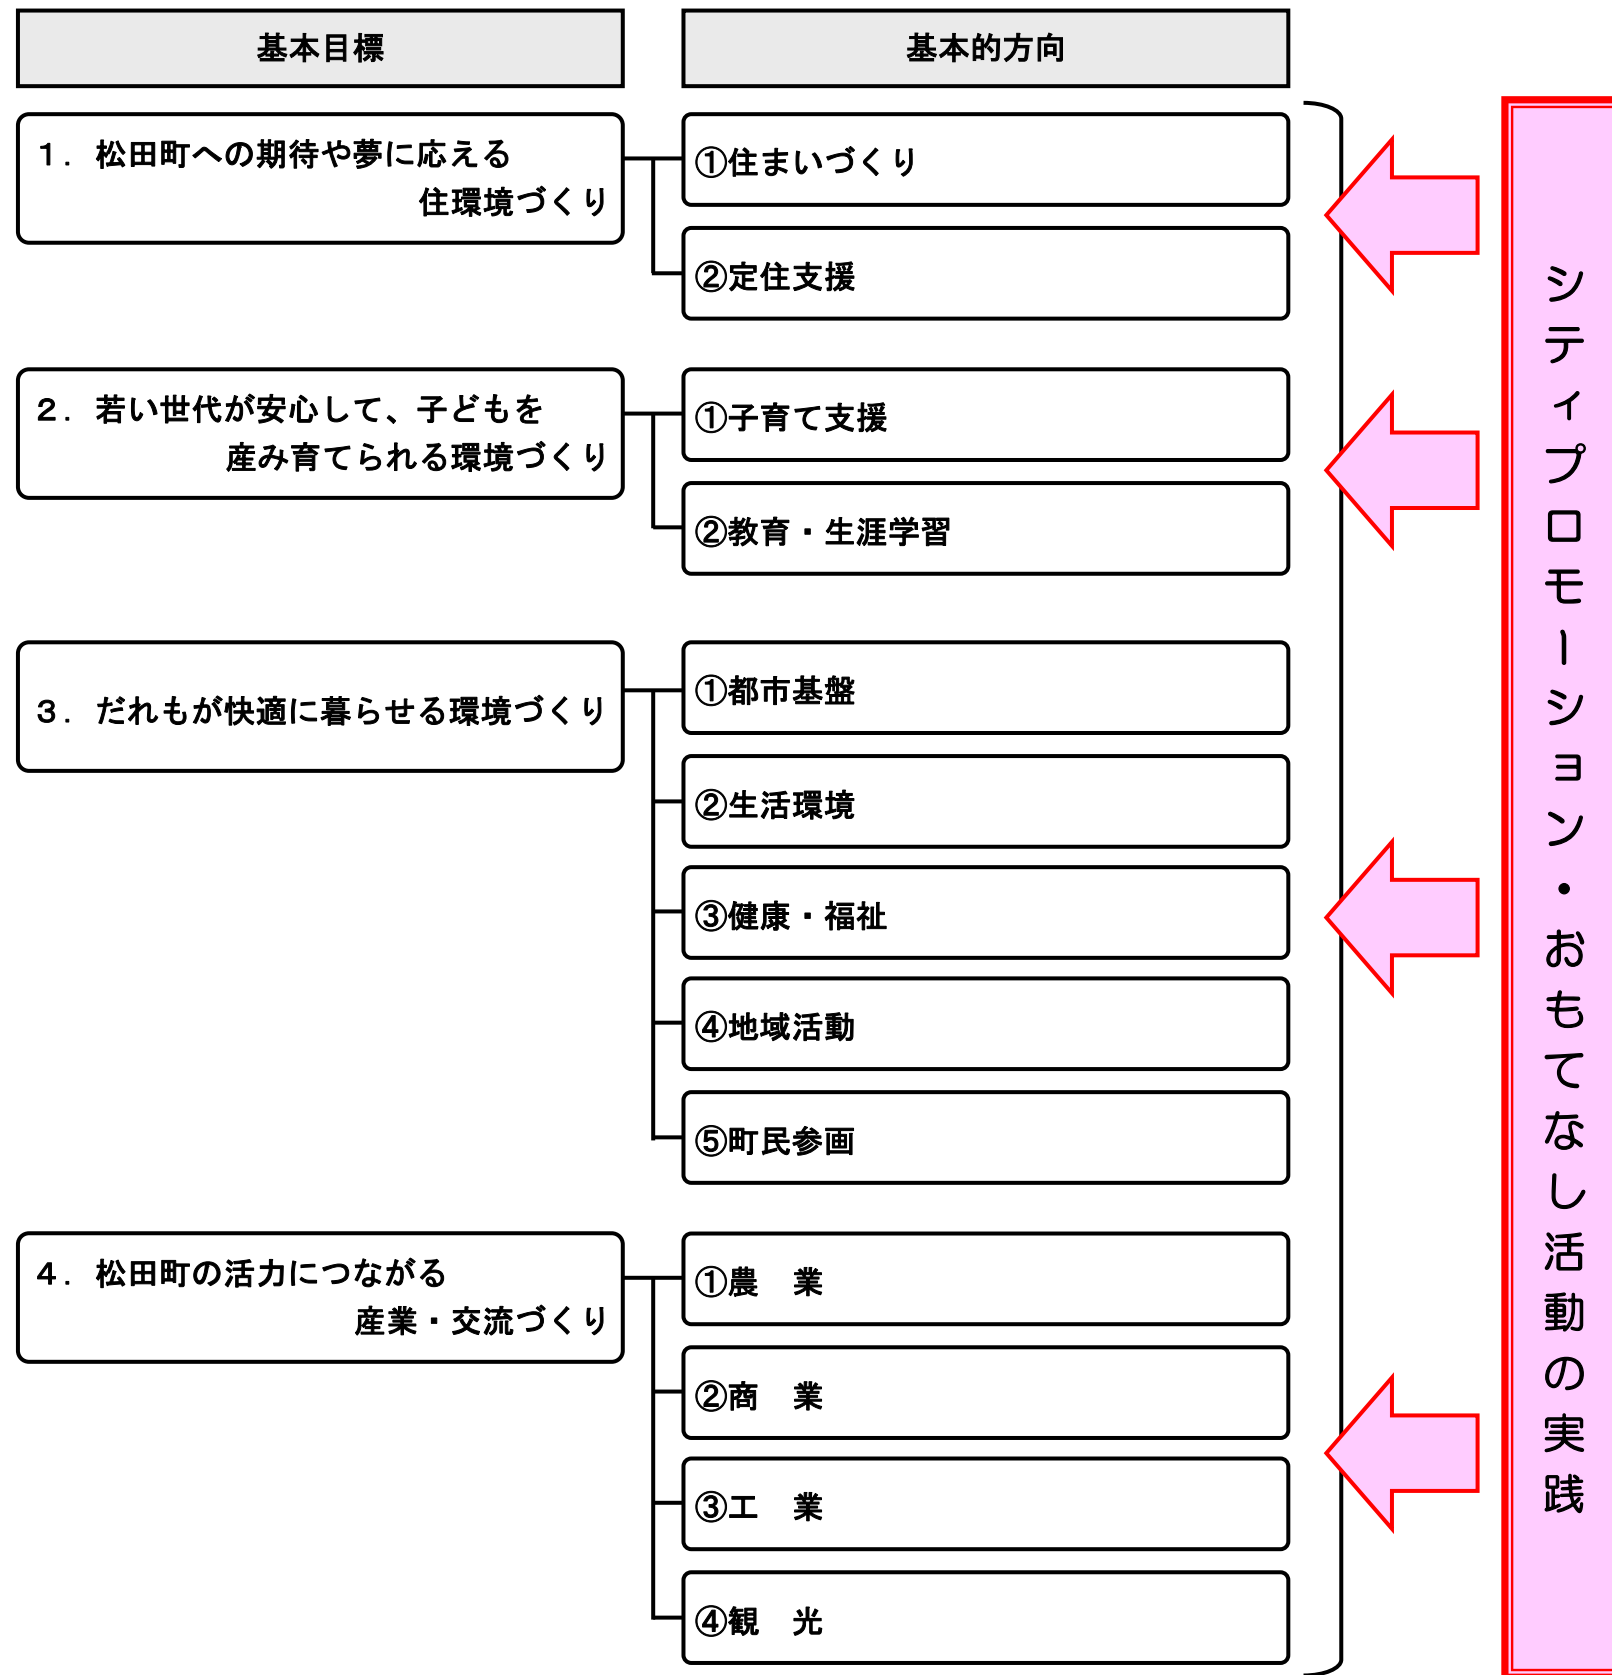 基本目標
基本的方向
１．松田町への期待や夢に応える
住環境づくり
①住まいづくり
②定住支援
２．若い世代が安心して、子どもを
産み育てられる環境づくり
①子育て支援
②教育・生涯学習
３．だれもが快適に暮らせる環境づくり
①都市基盤
②生活環境
③健康・福祉
④地域活動
⑤町民参画
４．松田町の活力につながる
産業・交流づくり
①農　業
②商　業
③工　業
④観　光
シティプロモーション・おもてなし活動の実践